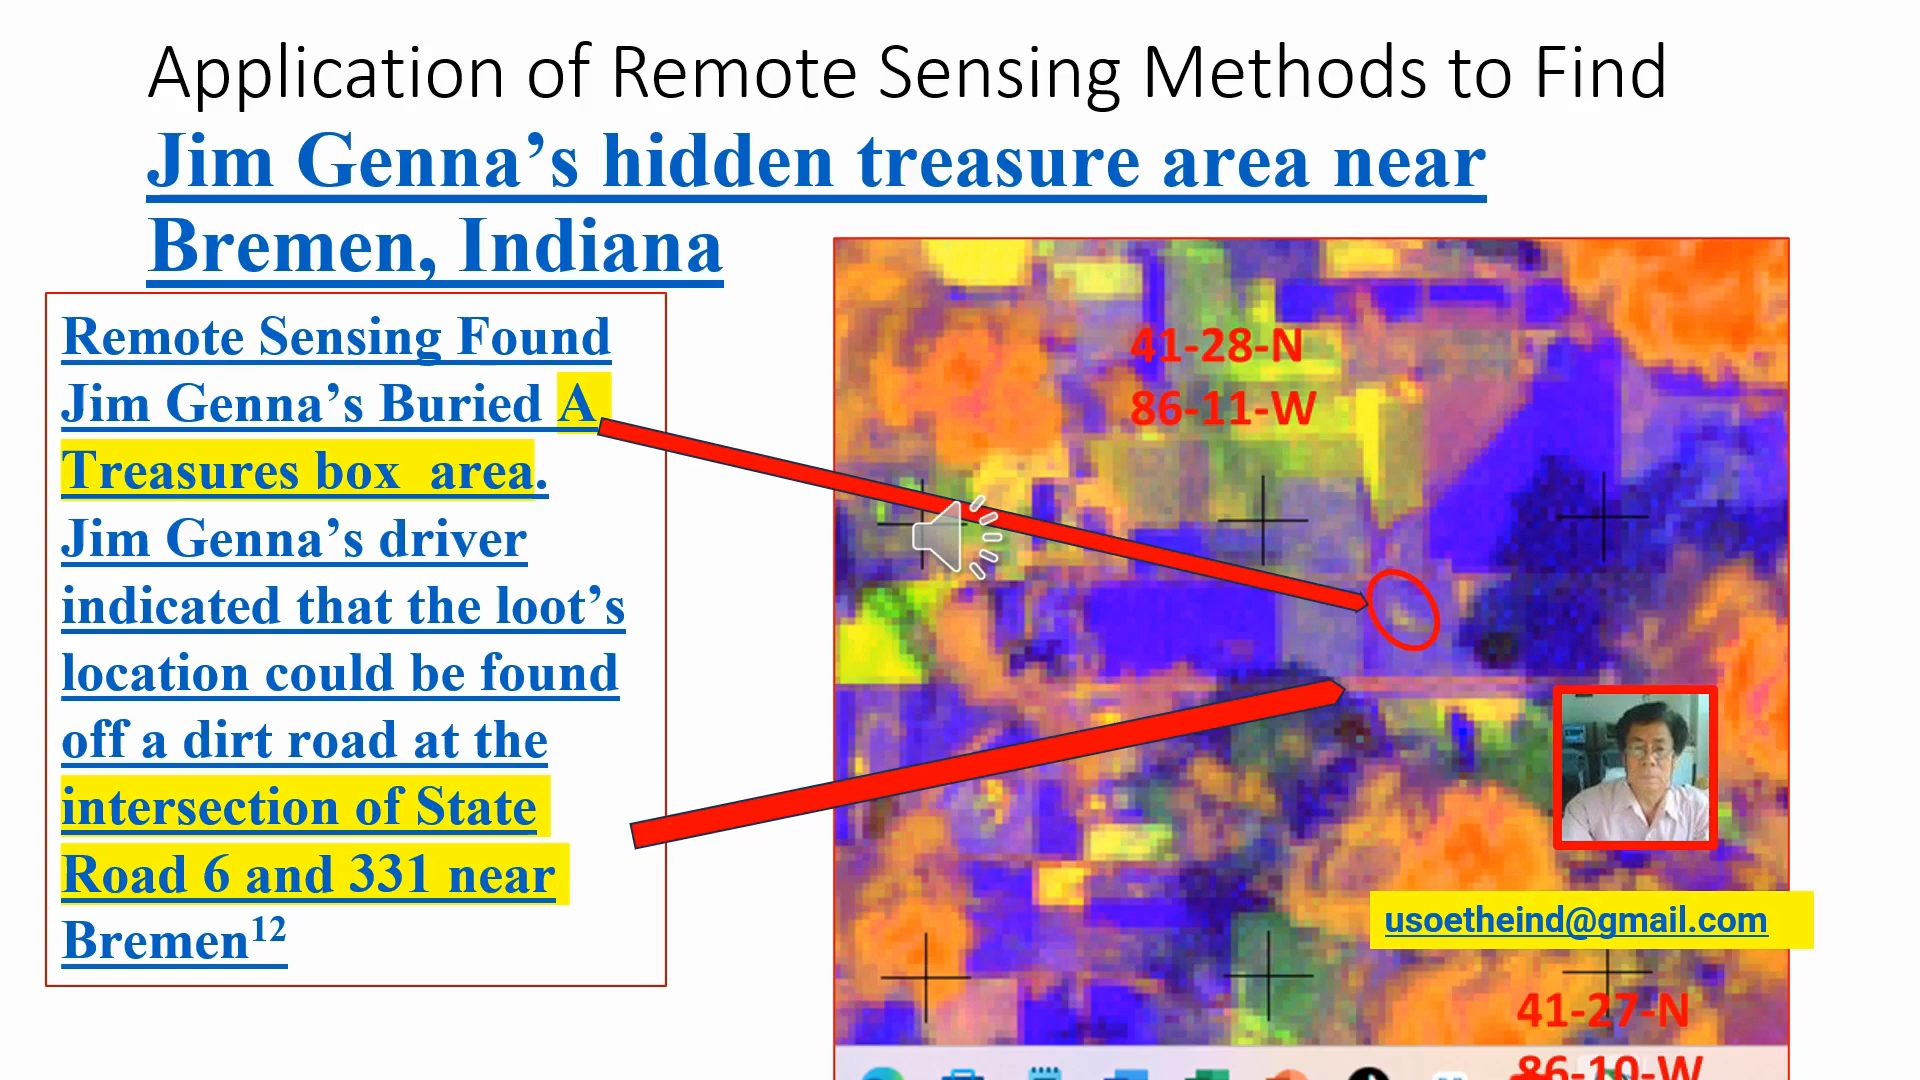 Application of Remote Sensing Methods to Find
Jim Genna’s hidden treasure area near
Bremen, Indiana
Remote Sensing Found
Jim Genna’s Buried A
Treasures box area.
Jim Genna’s driver
indicated that the loot’s
location could be found
off a dirt road at the
intersection of State
Road 6 and 331 near
Bremen12
41-28-N
86-11-W
usoetheind@gmail.com
41-27-N
86-10-W